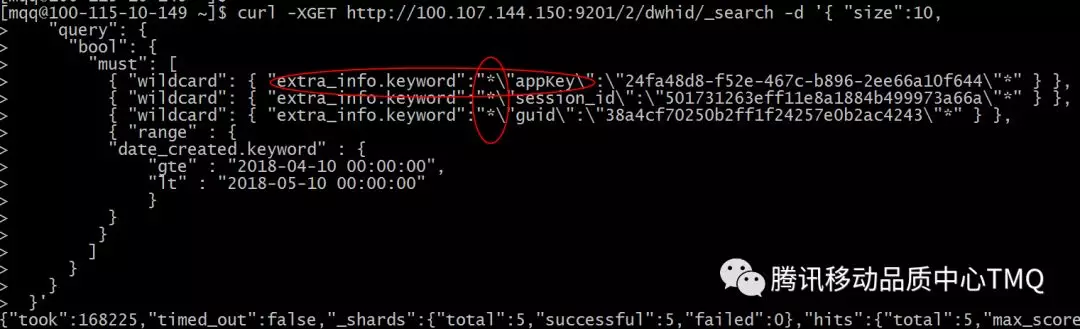 [mqq@100-115-10-149 ~]$ curl -XGET http://100.107.144.150:9201/2/dwhid/_search -d '{ "size":10,
> "query": {
> "bool": {
> "must": [
> { "wildcard": { "extra_info.keyword":"*\"appKey\":\"24fa48d8-f52e-467c-b896-2ee66a10f644\"*" } },
> { "wildcard": { "extra_info.keyword":"*\"session_id\":\"501731263eff11e8a1884b499973a66a\"*" } },
> { "wildcard": { "extra_info.keyword":"*\"guid\":\"38a4cf70250b2ff1f24257e0b2ac4243\"*" } },
> { "range" : {
> "date_created.keyword" : {
> "gte" : "2018-04-10 00:00:00",
> "lt" : "2018-05-10 00:00:00"
> }
> }
> }
> ]
> }
> }
> }'
腾讯移动品质中心TMQ
{"took":168225,"timed_out":false,"_shards":{"total":5,"successful":5,"failed":0},"hits":{"total":5,"max_score